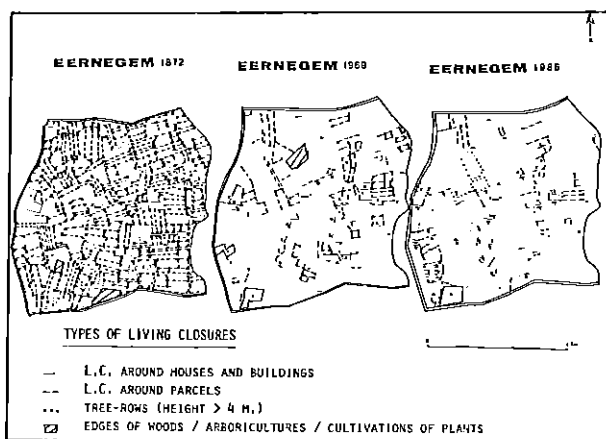 EERNEGEM 1872
EERNEGEM 1968
EERNEGEM 1986
TYPES OF LIVING CLOSURES
L.C. AROUND HOUSES AND BUILDINGS
L.C. AROUND PARCELS
TREE-ROWS (HEIGHT > 4 M.)
EDGES OF WOODS / ARBORICULTURES / CULTIVATIONS OF PLANTS